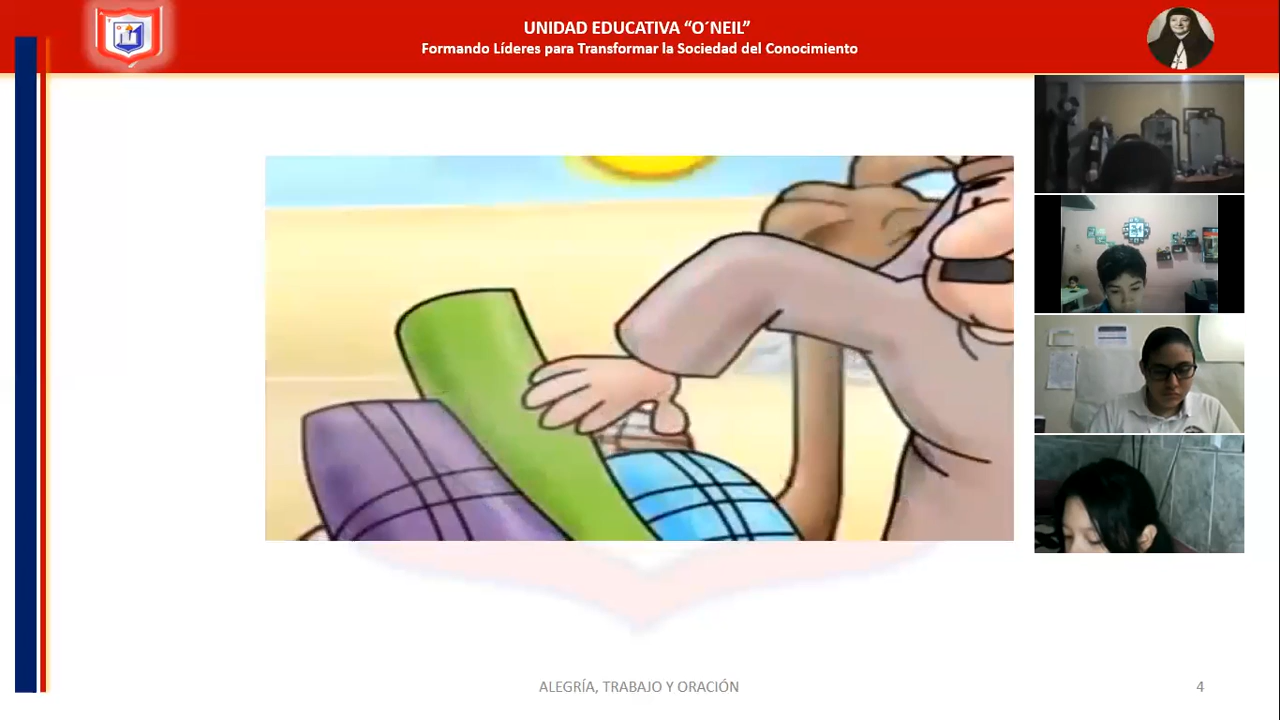 UNIDAD EDUCATIVA “O´NEIL”
Formando Líderes para Transformar la Sociedad del Conocimiento
ALEGRÍA, TRABAJO Y ORACIÓN
4